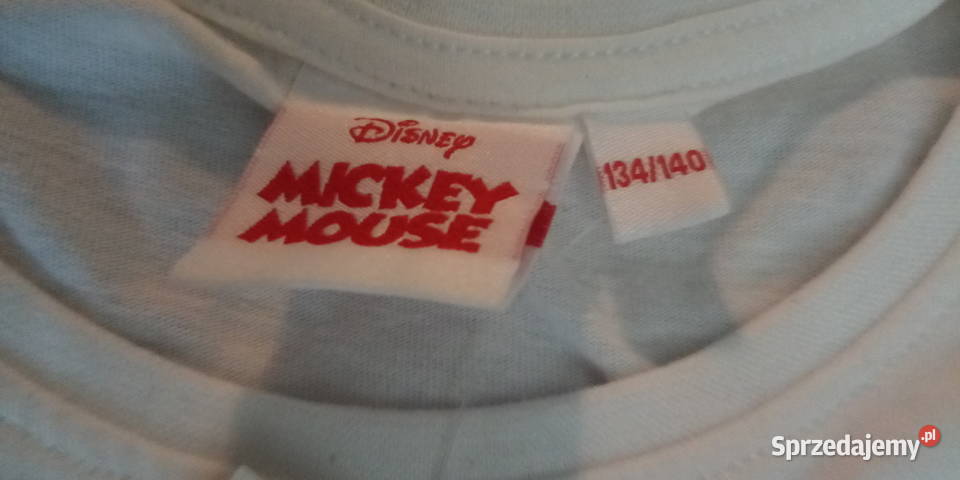 Disney
MICKEY
MOUSE
134/140
Sprzedajemy.pl